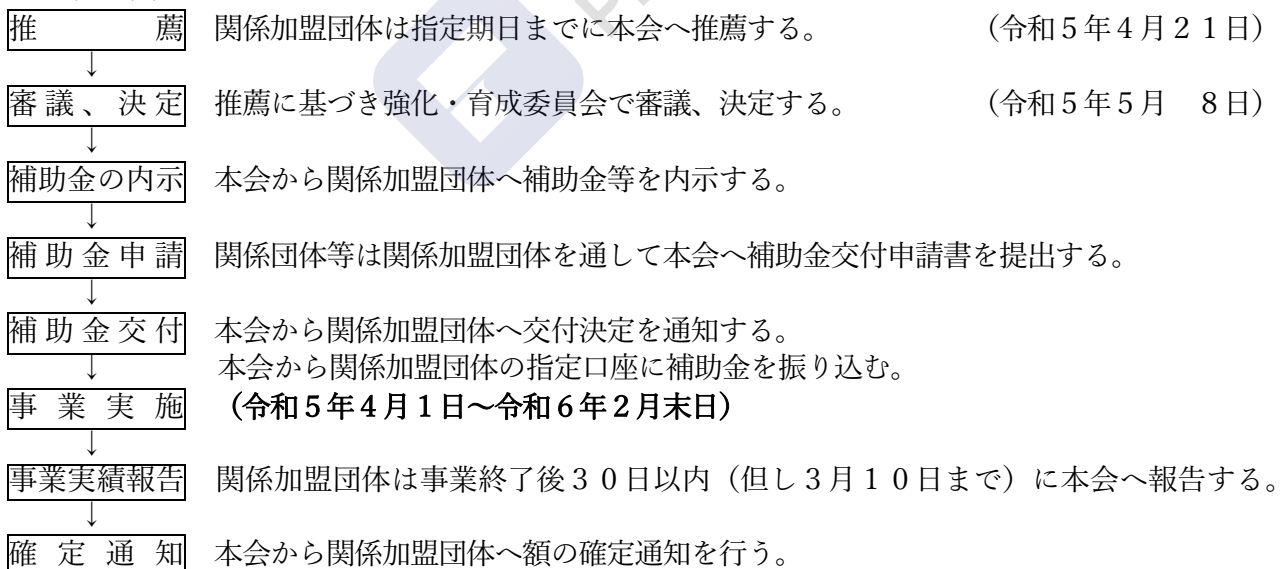 推　　　　薦　関係加盟団体は指定期日までに本会へ推薦する。　　　　（令和５年４月２１日）
↓
審議、決定　推薦に基づき強化・育成委員会で審議、決定する。　　　　（令和５年５月　８日）
↓
補助金の内示　本会から関係加盟団体へ補助金等を内示する。
↓
補助金申請　関係団体等は関係加盟団体を通して本会へ補助金交付申請書を提出する。
↓
補助金交付　本会から関係加盟団体へ交付決定を通知する。
↓　本会から関係加盟団体の指定口座に補助金を振り込む。
事業実施　（令和５年４月１日～令和６年２月末日）
↓
事業実績報告　関係加盟団体は事業終了後３０日以内（但し３月１０日まで）に本会へ報告する。
↓
確定通知　本会から関係加盟団体へ額の確定通知を行う。